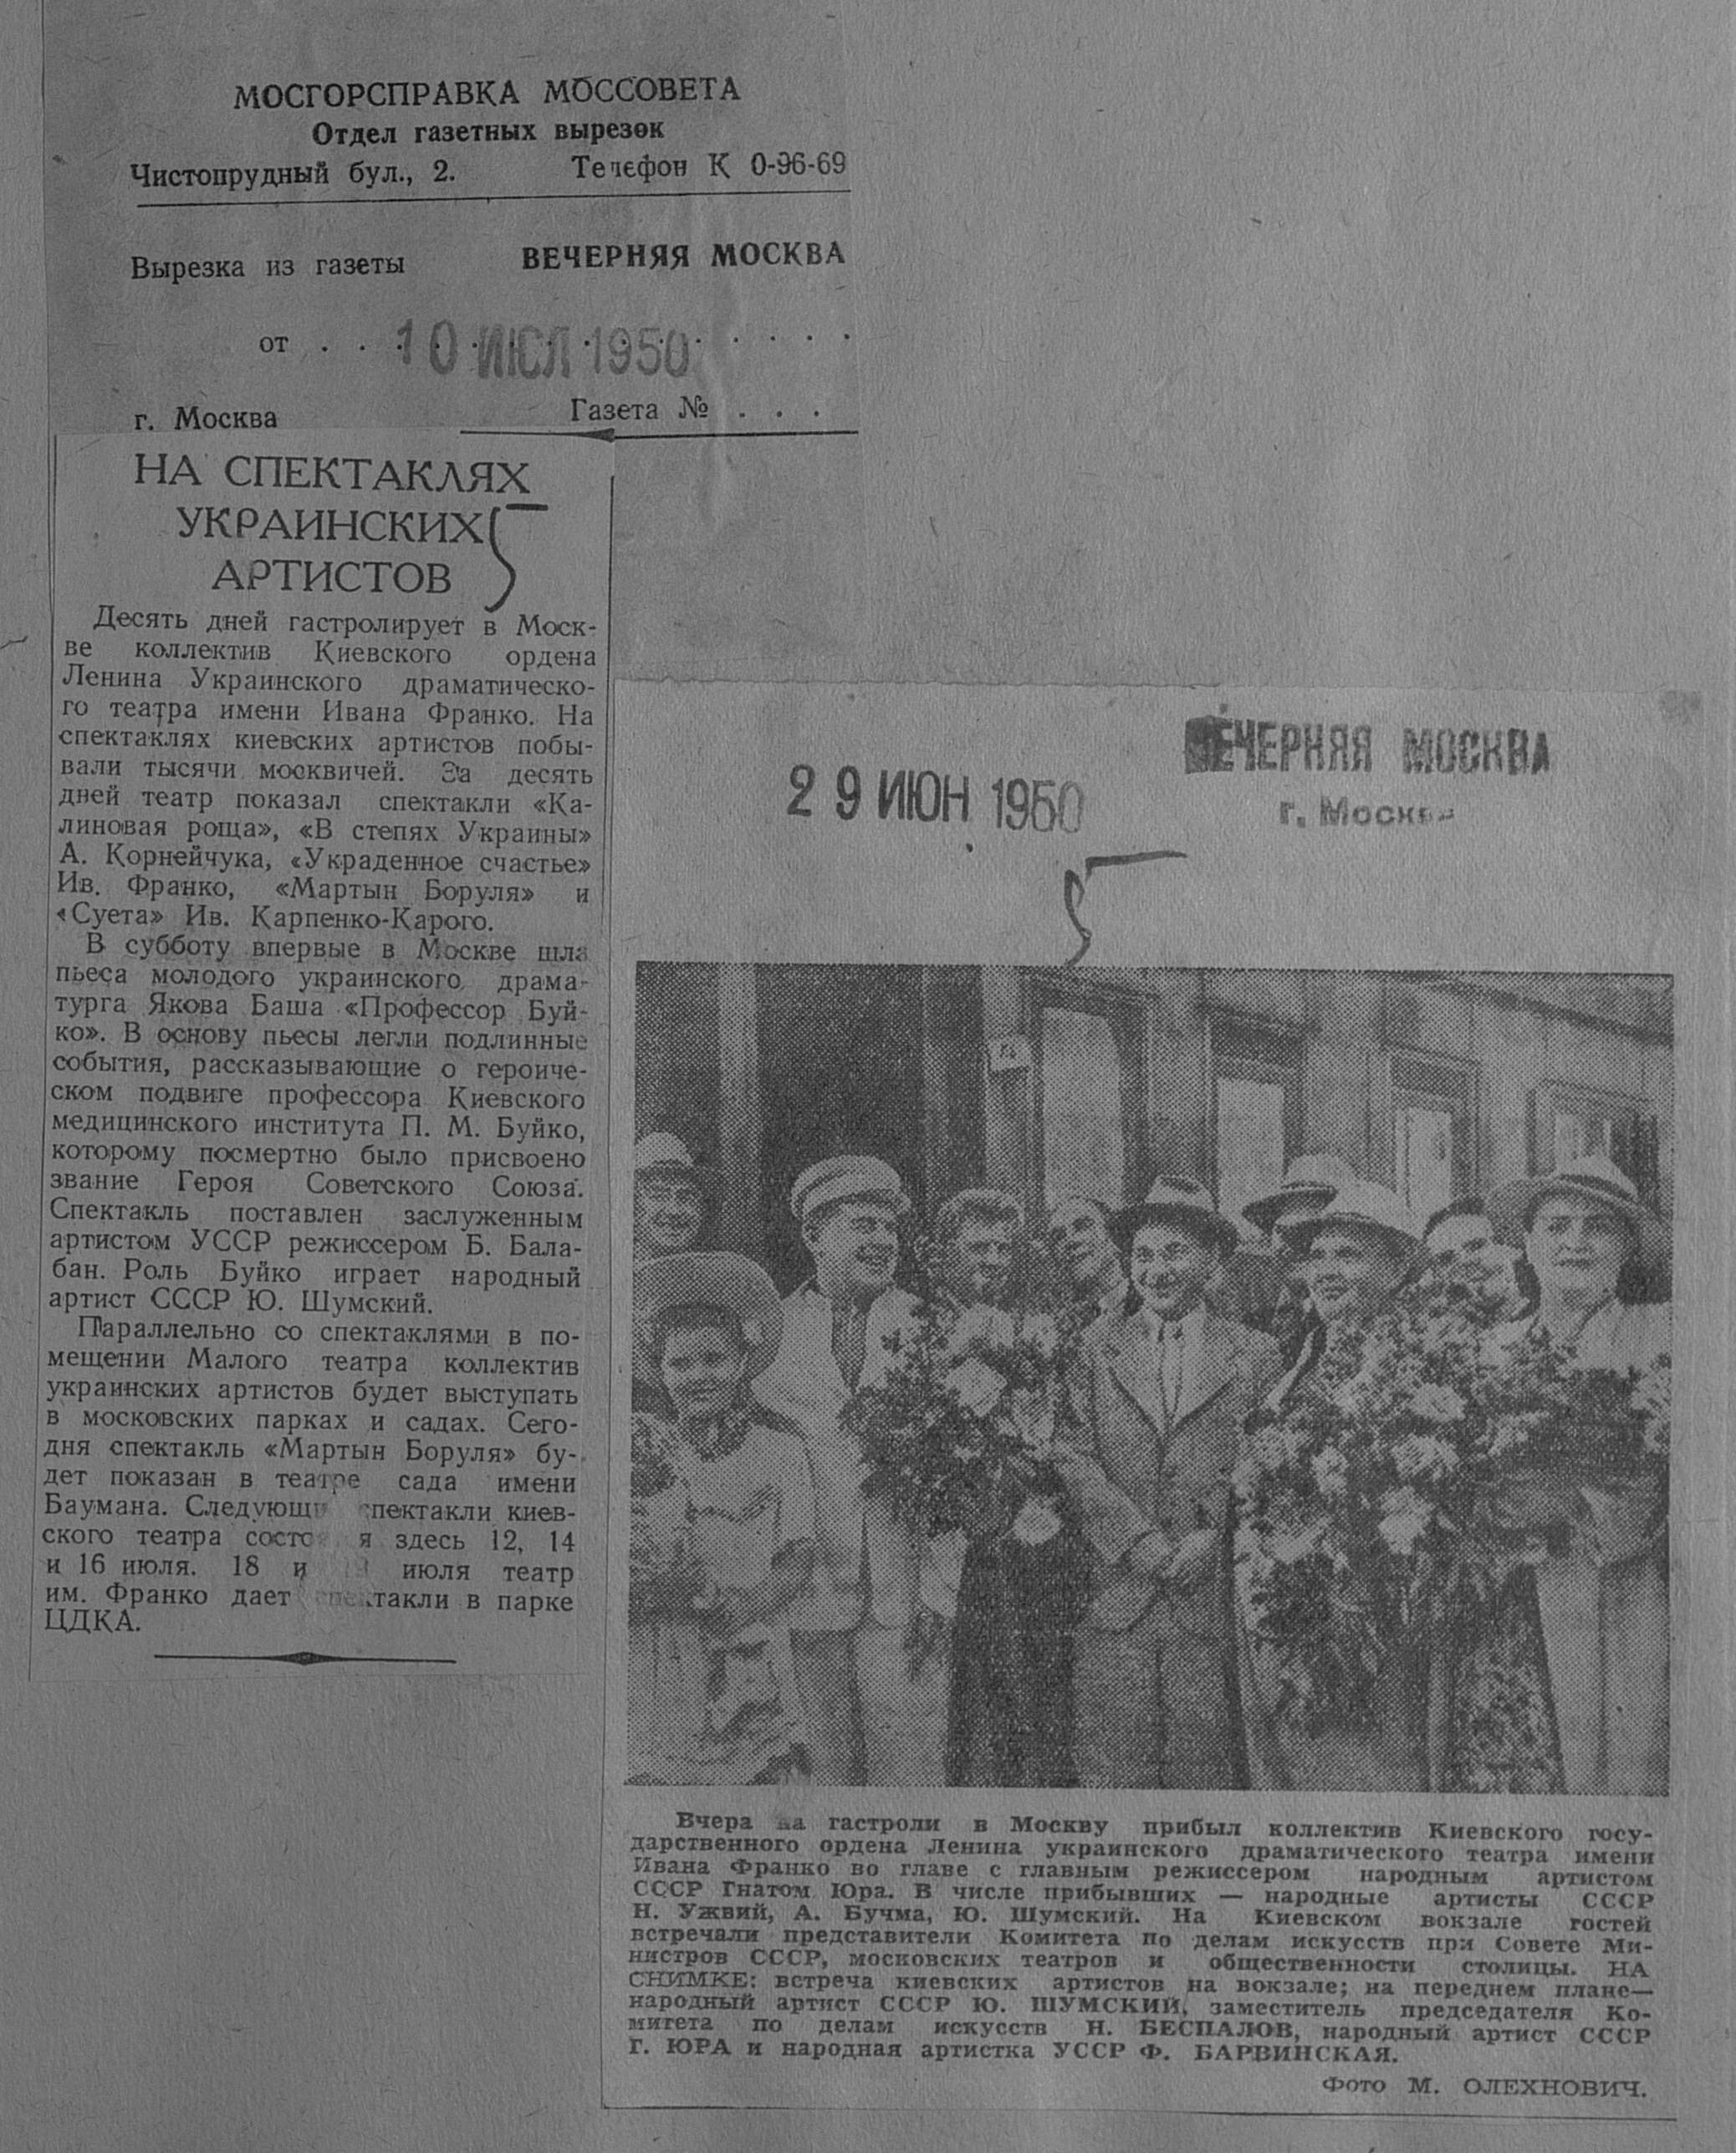 МОСГОРСПРАВКА МОССОВЕТА
Отдел газетных вырезок
Чистопрудный бул., 2. Телефон К 0-96-69
Вырезка из газеты ВЕЧЕРНЯЯ МОСКВА
от . . . 10 ИЮЛ 1950 . . . .
г. Москва Газета № . . .
НА СПЕКТАКЛЯХ
УКРАИНСКИХ
АРТИСТОВ
Десять дней гастролирует в Моск-
ве коллектив Киевского ордена
Ленина Украинского драматическо-
го театра имени Ивана Франко. На
спектаклях киевских артистов побы-
вали тысячи москвичей. За десять
дней театр показал спектакли «Ка-
линовая роща», «В степях Украины»
А. Корнейчука, «Украденное счастье»
Ив. Франко, «Мартын Боруля» и
«Суета» Ив. Карпенко-Карого.
В субботу впервые в Москве шла
пьеса молодого украинского драма-
турга Якова Баша «Профессор Буй-
ко». В основу пьесы легли подлинные
события, рассказывающие о героиче-
ском подвиге профессора Киевского
медицинского института П. М. Буйко,
которому посмертно было присвоено
звание Героя Советского Союза.
Спектакль поставлен заслуженным
артистом УССР режиссером Б. Бала-
бан. Роль Буйко играет народный
артист СССР Ю. Шумский.
Параллельно со спектаклями в по-
мещении Малого театра коллектив
украинских артистов будет выступать
в московских парках и садах. Сего-
дня спектакль «Мартын Боруля» бу-
дет показан в театре сада имени
Баумана. Следующи спектакли киев-
ского театра состо я здесь 12, 14
и 16 июля. 18 и июля театр
им. Франко дает спектакли в парке
ЦДКА.
29 ИЮН 1950
ВЕЧЕРНЯЯ МОСКВА
г. Москва
5
Вчера на гастроли в Москву прибыл коллектив Киевского госу-
дарственного ордена Ленина украинского драматического театра имени
Ивана Франко во главе с главным режиссером народным артистом
СССР Гнатом Юра. В числе прибывших — народные артисты СССР
Н. Ужвий, А. Бучма, Ю. Шумский. На Киевском вокзале гостей
встречали представители Комитета по делам искусств при Совете Ми-
нистров СССР, московских театров и общественности столицы. НА
СНИМКЕ: встреча киевских артистов на вокзале; на переднем плане—
народный артист СССР Ю. ШУМСКИЙ, заместитель председателя Ко-
митета по делам искусств Н. БЕСПАЛОВ, народный артист СССР
Г. ЮРА и народная артистка УССР Ф. БАРВИНСКАЯ.
Фото М. ОЛЕХНОВИЧ.